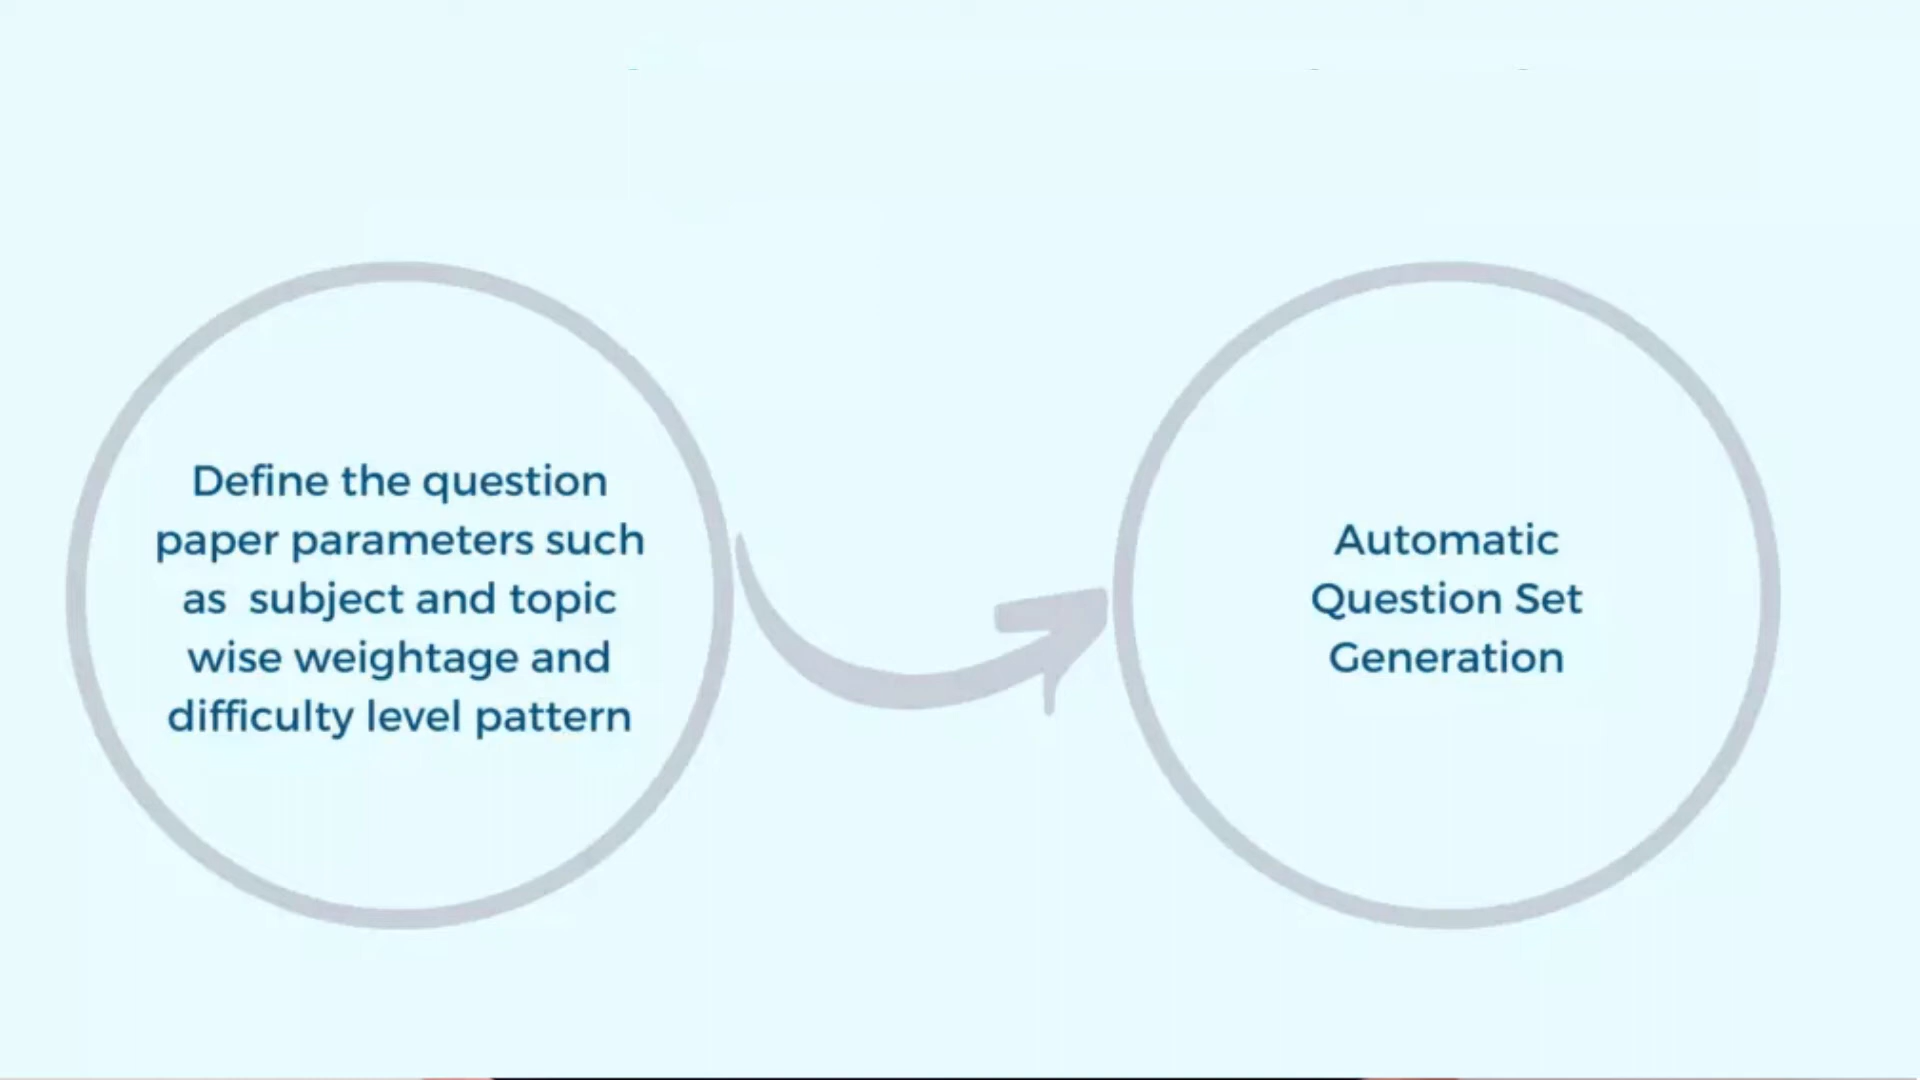 Define the question
paper parameters such
as  subject and topic
wise weightage and
difficulty level pattern
Automatic
Question Set
Generation